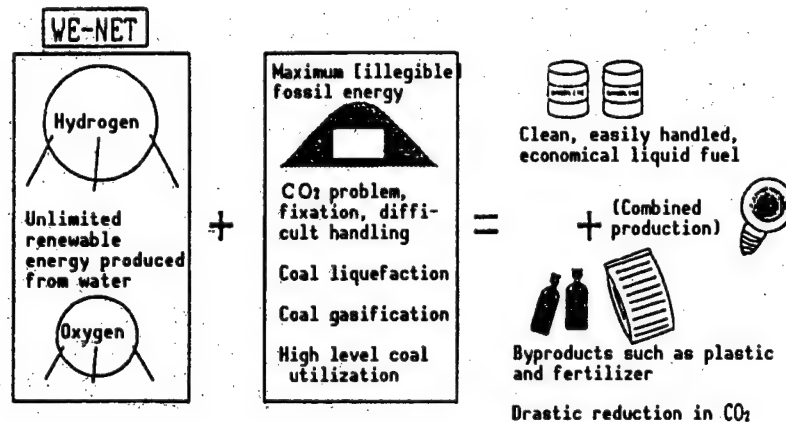 WE-NET
Hydrogen
Unlimited
renewable
energy produced
from water
Oxygen
+
Maximum [illegible]
fossil energy
CO₂ problem,
fixation, diffi-
cult handling
Coal liquefaction
Coal gasification
High level coal
utilization
=
Clean, easily handled,
economical liquid fuel
+ (Combined
production)
Byproducts such as plastic
and fertilizer
Drastic reduction in CO₂